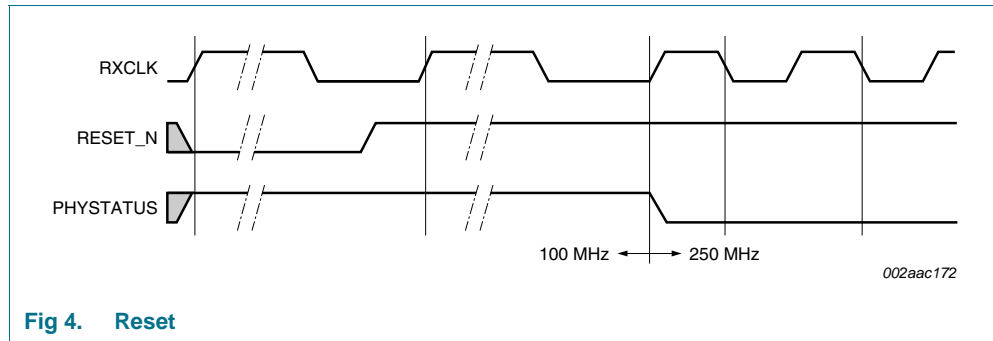 RXCLK
RESET_N
PHYSTATUS
100 MHz 250 MHz
002aac172
Fig 4. Reset